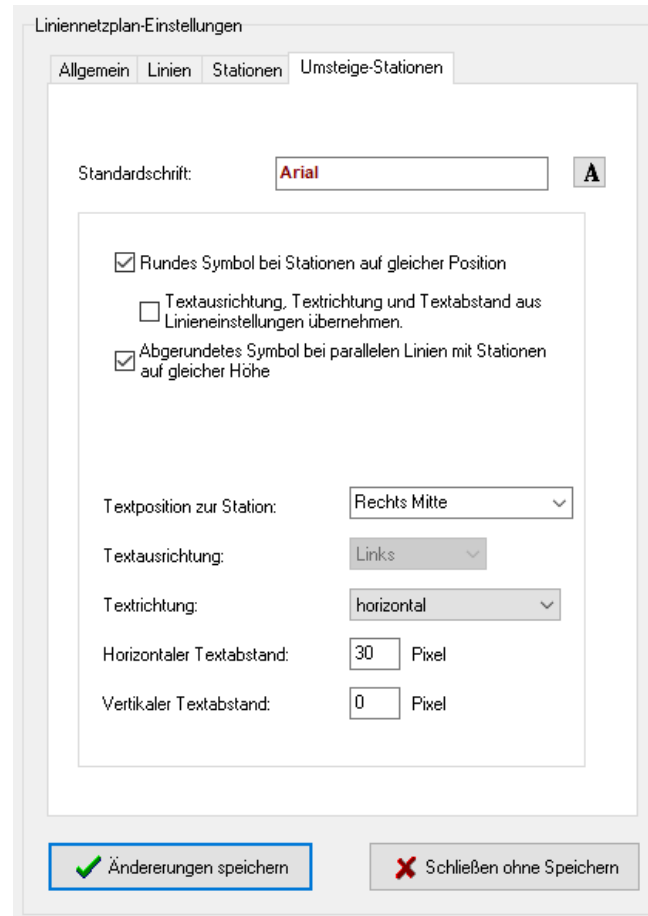 Liniennetzplan-Einstellungen
Allgemein Linien Stationen Umsteige-Stationen
Standardschrift: Arial A
Rundes Symbol bei Stationen auf gleicher Position
Textausrichtung, Textrichtung und Textabstand aus
Linieneinstellungen übernehmen.
Abgerundetes Symbol bei parallelen Linien mit Stationen
auf gleicher Höhe
Textposition zur Station: Rechts Mitte
Textausrichtung: Links
Textrichtung: horizontal
Horizontaler Textabstand: 30 Pixel
Vertikaler Textabstand: 0 Pixel
Ändererungen speichern Schließen ohne Speichern